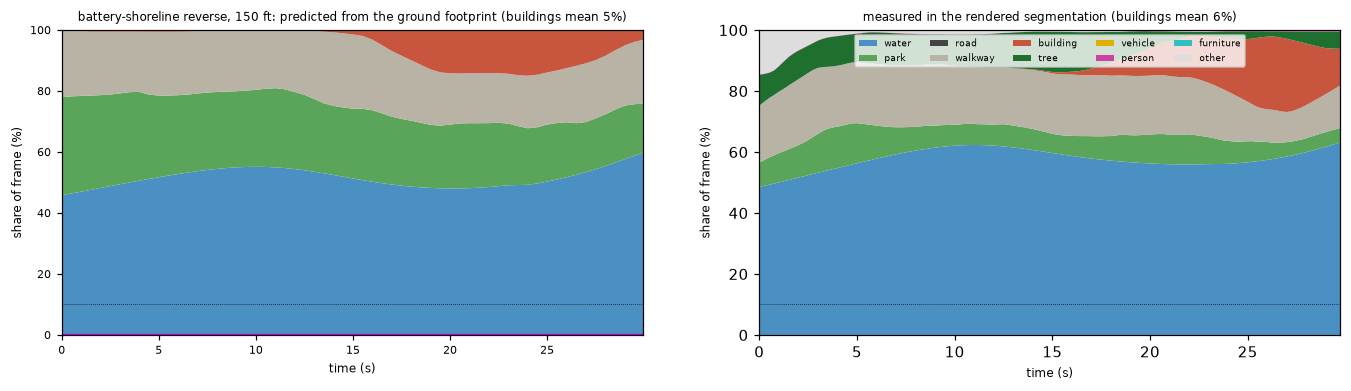 battery-shoreline reverse, 150 ft: predicted from the ground footprint (buildings mean 5%)
share of frame (%)
100
80
60
40
20
0
0 5 10 15 20 25
time (s)
measured in the rendered segmentation (buildings mean 6%)
water road building vehicle furniture
park walkway tree person other
share of frame (%)
100
80
60
40
20
0
0 5 10 15 20 25
time (s)